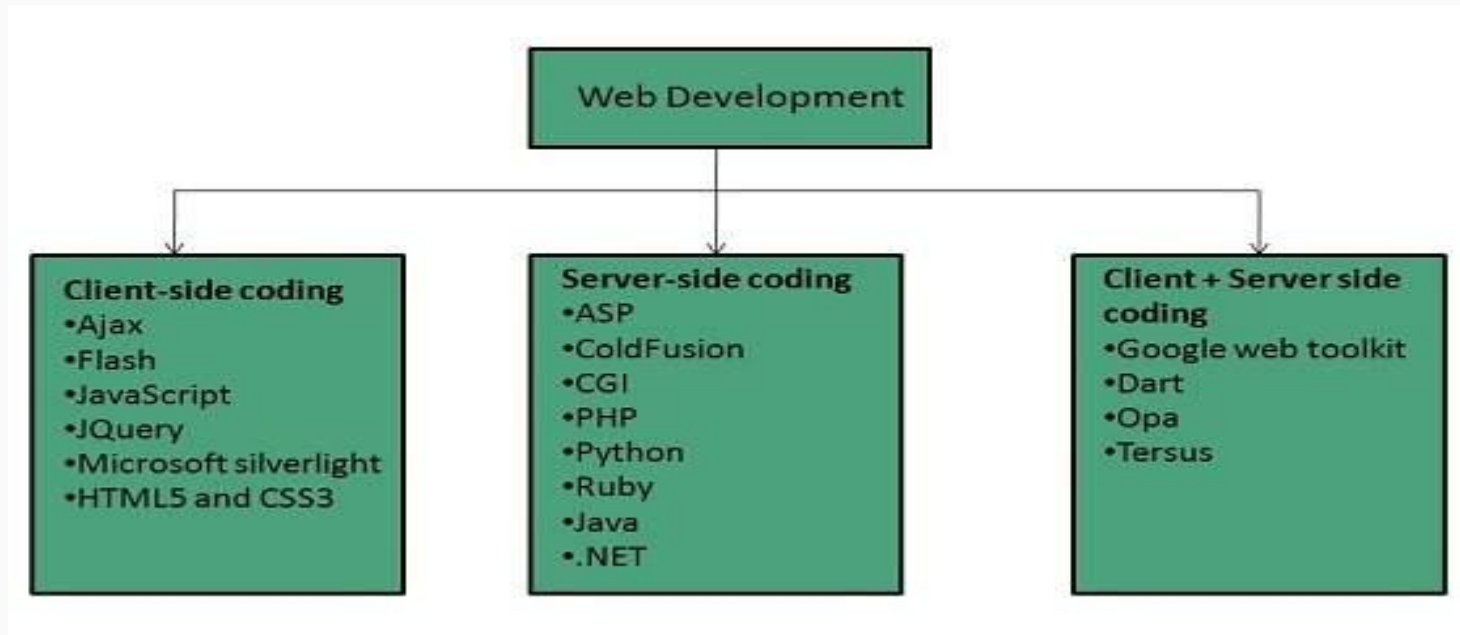 Web Development
Client-side coding
•Ajax
•Flash
•JavaScript
•JQuery
•Microsoft silverlight
•HTML5 and CSS3
Server-side coding
•ASP
•ColdFusion
•CGI
•PHP
•Python
•Ruby
•Java
•.NET
Client + Server side
coding
•Google web toolkit
•Dart
•Opa
•Tersus